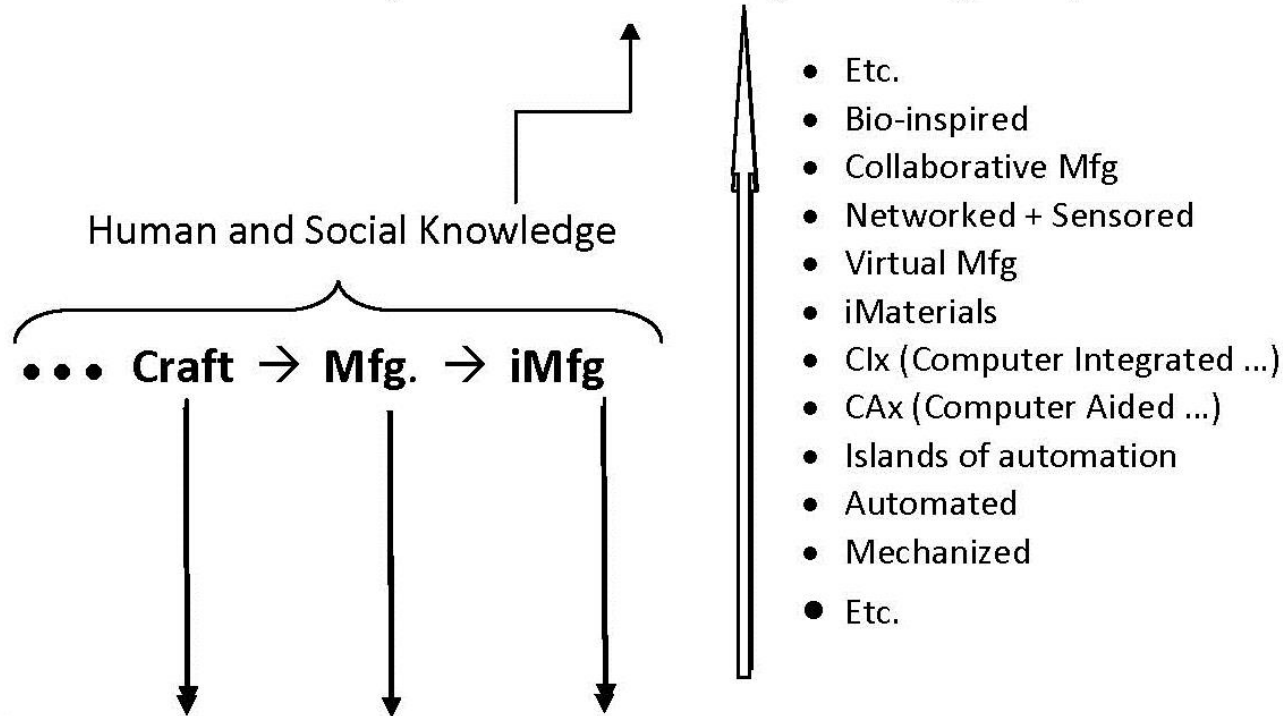 Human and Social Knowledge
••• Craft → Mfg. → iMfg
• Etc.
• Bio-inspired
• Collaborative Mfg
• Networked + Sensored
• Virtual Mfg
• iMaterials
• CIx (Computer Integrated ...)
• CAx (Computer Aided ...)
• Islands of automation
• Automated
• Mechanized
• Etc.